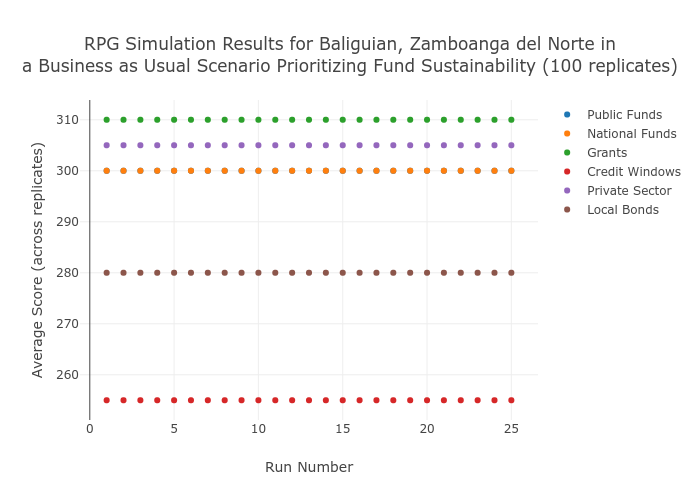 RPG Simulation Results for Baliguian, Zamboanga del Norte in
a Business as Usual Scenario Prioritizing Fund Sustainability (100 replicates)
Average Score (across replicates)
310
300
290
280
270
260
0 5 10 15 20 25
Run Number
Public Funds
National Funds
Grants
Credit Windows
Private Sector
Local Bonds